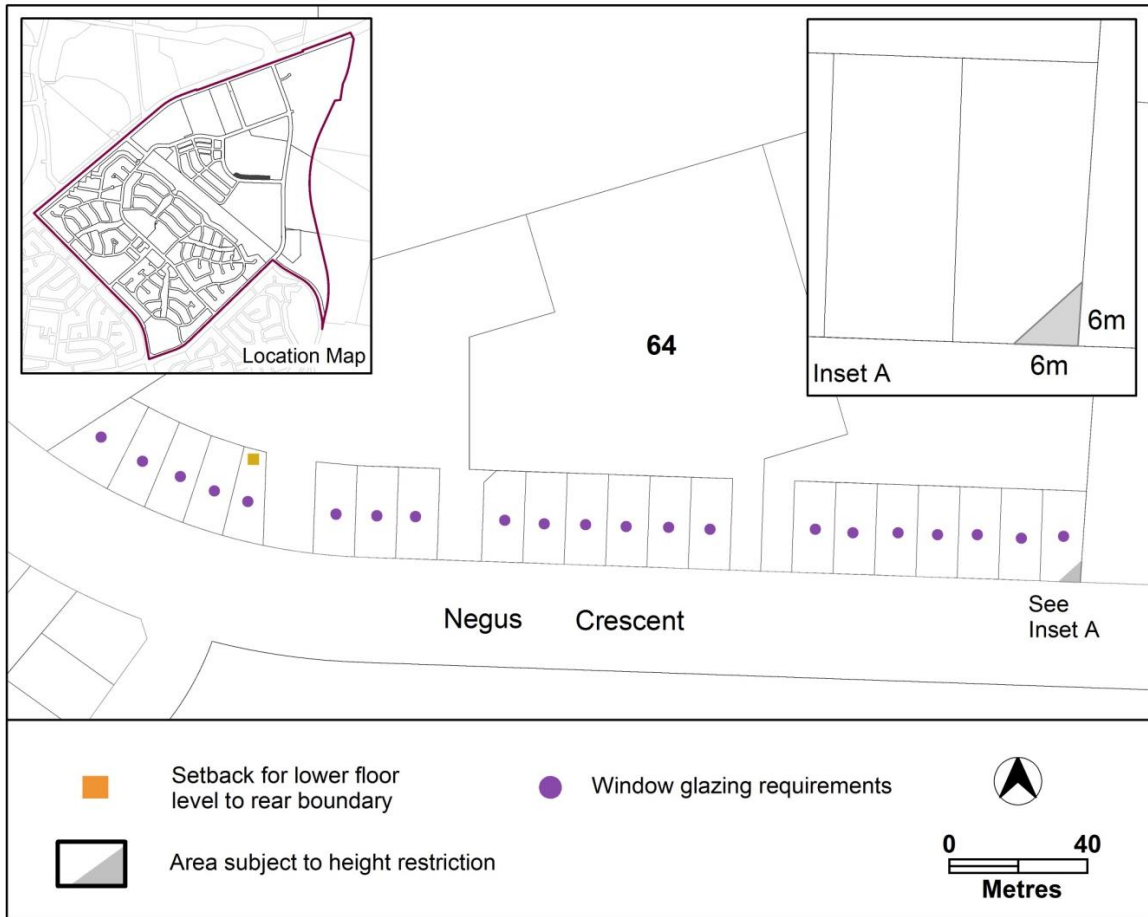 Location Map
64
6m
6m
Inset A
Negus Crescent
See
Inset A
Setback for lower floor
level to rear boundary
Window glazing requirements
Area subject to height restriction
0 40
Metres